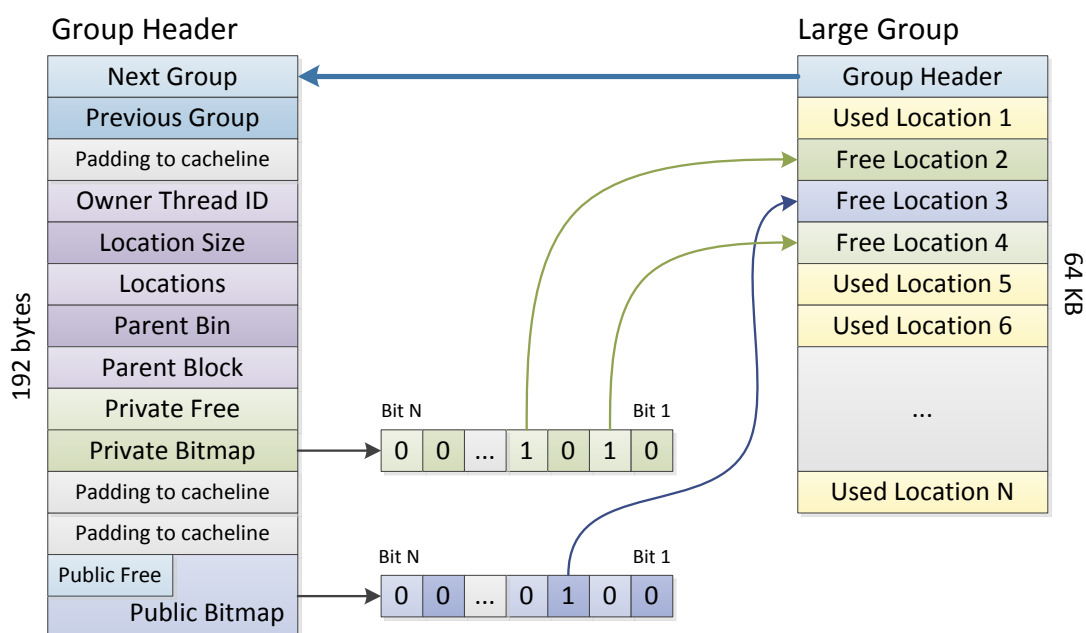 Group Header
Next Group
Previous Group
Padding to cacheline
Owner Thread ID
Location Size
Locations
Parent Bin
Parent Block
Private Free
Private Bitmap
Padding to cacheline
Padding to cacheline
Public Free
Public Bitmap
192 bytes
Bit N Bit 1
0 0 ... 1 0 1 0
Bit N Bit 1
0 0 ... 0 1 0 0
Large Group
Group Header
Used Location 1
Free Location 2
Free Location 3
Free Location 4
Used Location 5
Used Location 6
...
Used Location N
64 KB